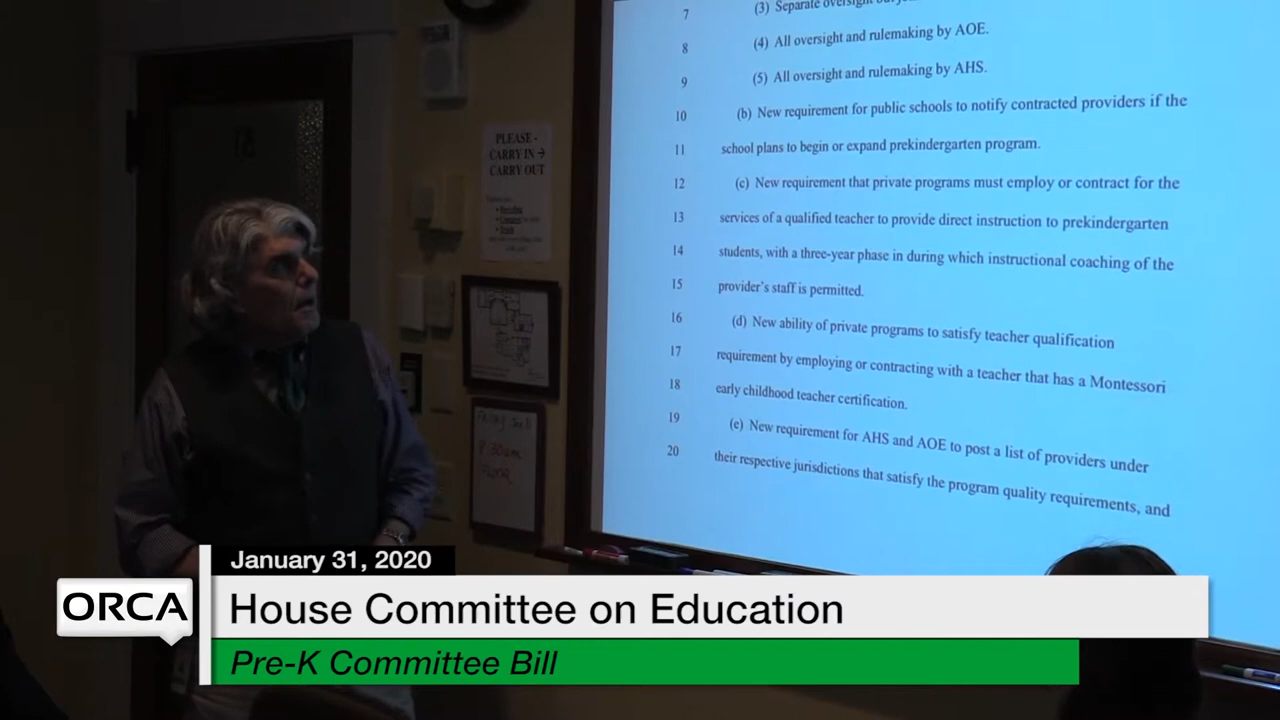 7 (3) Separate oversight
8 (4) All oversight and rulemaking by AOE.
9 (5) All oversight and rulemaking by AHS.
10 (b) New requirement for public schools to notify contracted providers if the
11 school plans to begin or expand prekindergarten program.
12 (c) New requirement that private programs must employ or contract for the
13 services of a qualified teacher to provide direct instruction to prekindergarten
14 students, with a three-year phase in during which instructional coaching of the
15 provider's staff is permitted.
16 (d) New ability of private programs to satisfy teacher qualification
17 requirement by employing or contracting with a teacher that has a Montessori
18 early childhood teacher certification.
19 (e) New requirement for AHS and AOE to post a list of providers under
20 their respective jurisdictions that satisfy the program quality requirements, and
PLEASE -
CARRY IN →
CARRY OUT
8:30am
January 31, 2020
ORCA
House Committee on Education
Pre-K Committee Bill